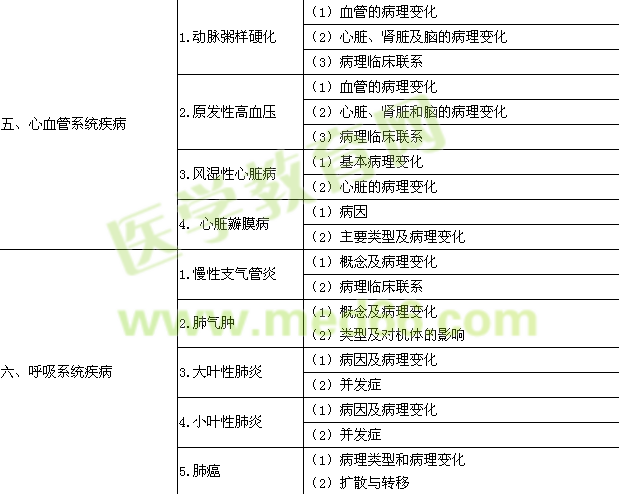 五、心血管系统疾病
1.动脉粥样硬化
（1）血管的病理变化
（2）心脏、肾脏及脑的病理变化
（3）病理临床联系
2.原发性高血压
（1）血管的病理变化
（2）心脏、肾脏和脑的病理变化
（3）病理临床联系
3.风湿性心脏病
（1）基本病理变化
（2）心脏的病理变化
4. 心脏瓣膜病
（1）病因
（2）主要类型及病理变化
六、呼吸系统疾病
1.慢性支气管炎
（1）概念及病理变化
（2）病理临床联系
2.肺气肿
（1）概念及病理变化
（2）类型及对机体的影响
3.大叶性肺炎
（1）病因及病理变化
（2）并发症
4.小叶性肺炎
（1）病因及病理变化
（2）并发症
5.肺癌
（1）病理类型和病理变化
（2）扩散与转移
医学教育网
www.med66.com